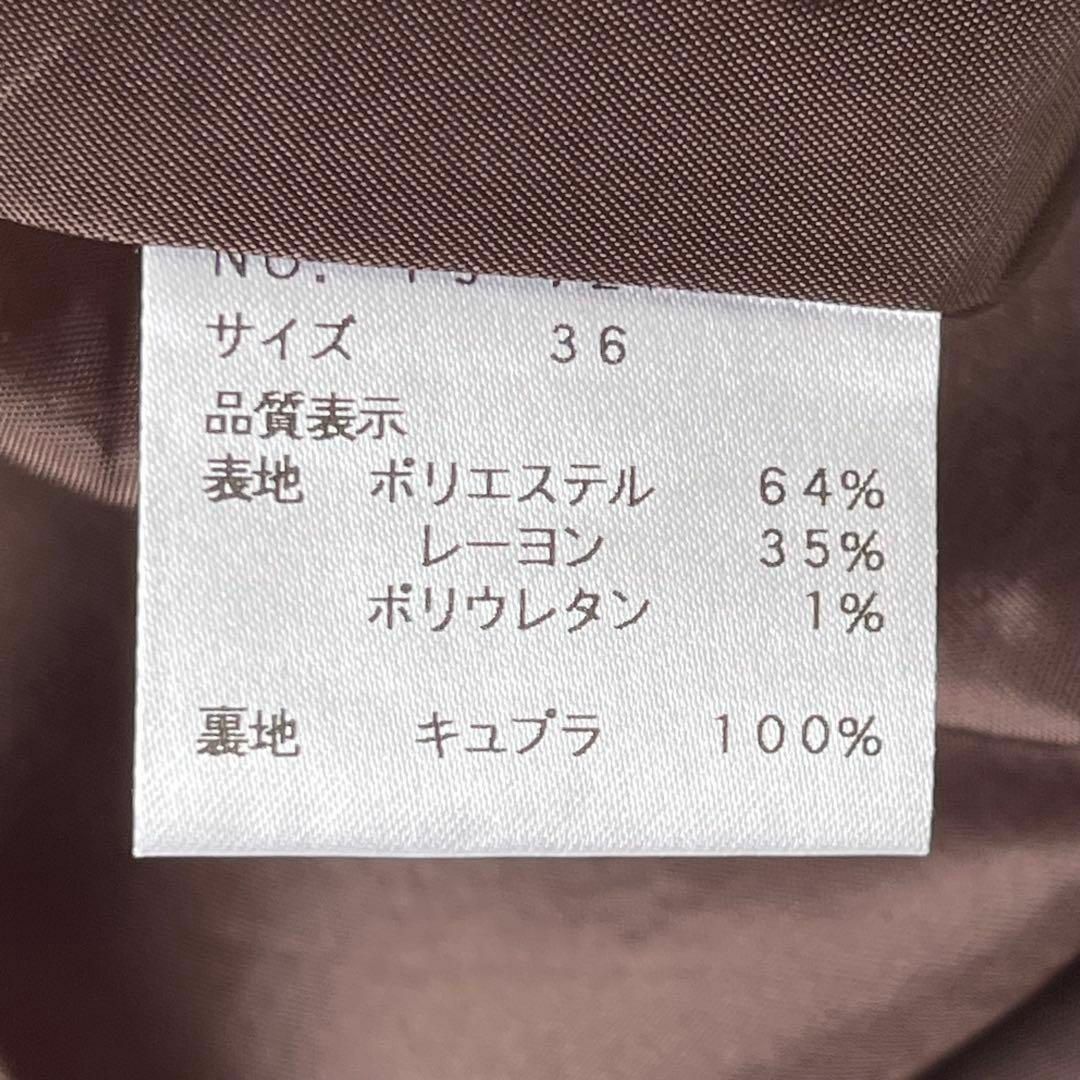 サイズ 36
品質表示
表地 ポリエステル 64%
レーヨン 35%
ポリウレタン 1%
裏地 キュプラ 100%